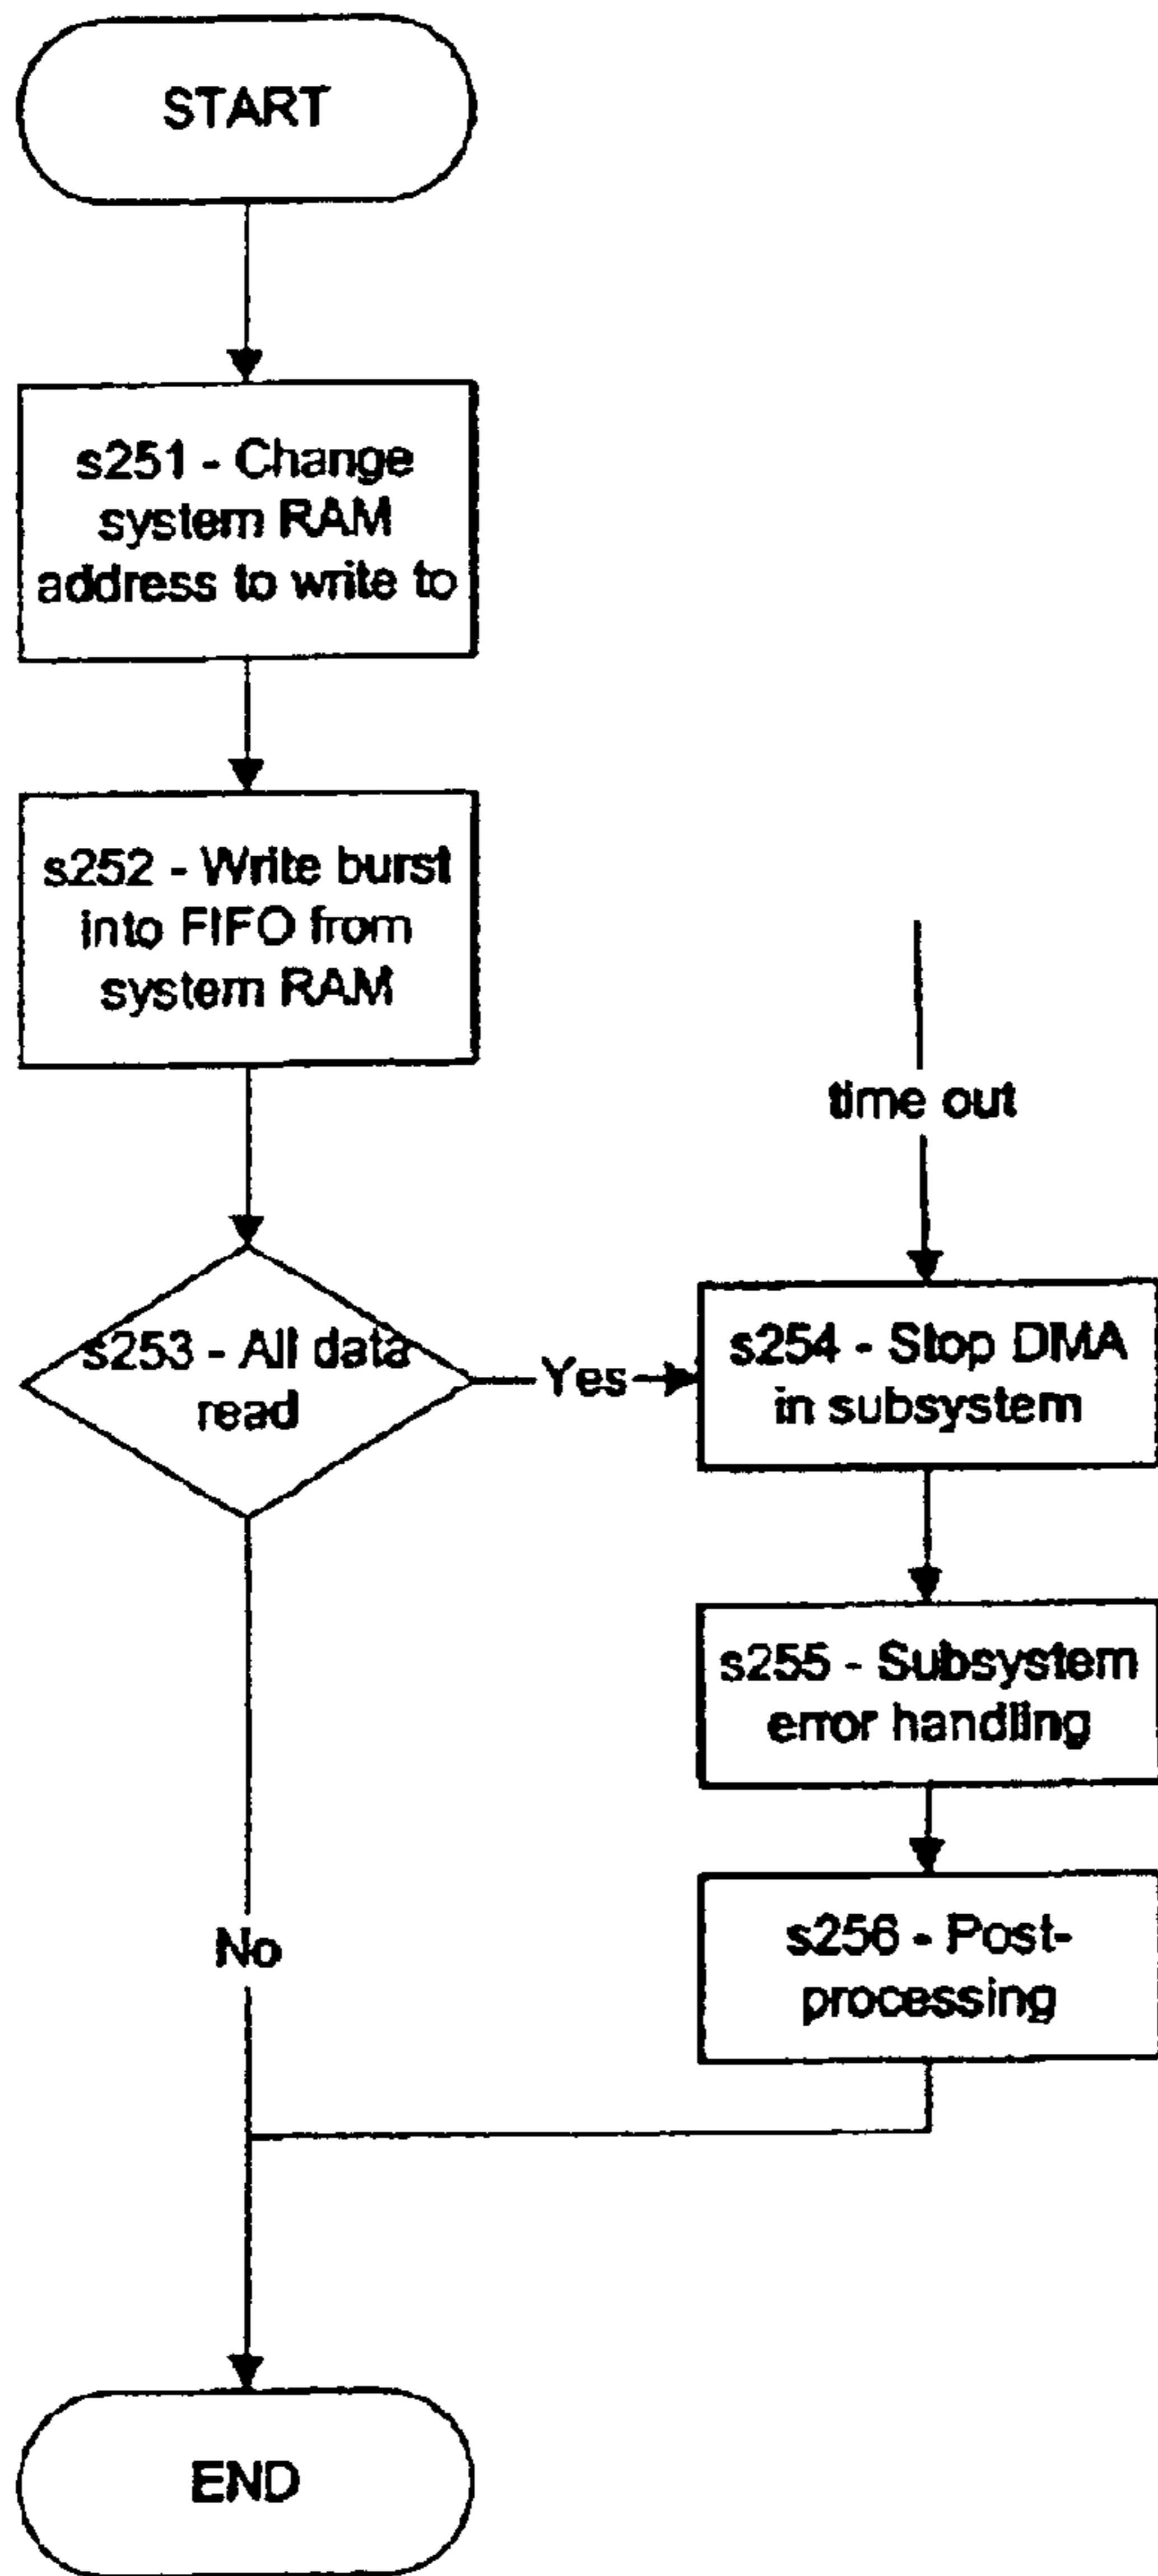 START
s251 - Change
system RAM
address to write to
s252 - Write burst
into FIFO from
system RAM
time out
s253 - All data
read
Yes
s254 - Stop DMA
in subsystem
s255 - Subsystem
error handling
No
s256 - Post-
processing
END